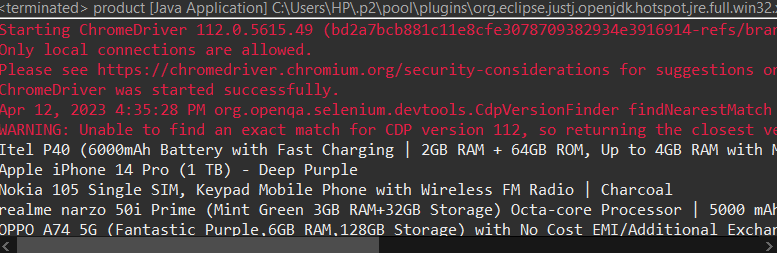 <terminated> product [Java Application] C:\Users\HP\.p2\pool\plugins\org.eclipse.justj.openjdk.hotspot.jre.full.win32.
Starting ChromeDriver 112.0.5615.49 (bd2a7bcb881c11e8cfe3078709382934e3916914-refs/bran
Only local connections are allowed.
Please see https://chromedriver.chromium.org/security-considerations for suggestions on
ChromeDriver was started successfully.
Apr 12, 2023 4:35:28 PM org.openqa.selenium.devtools.CdpVersionFinder findNearestMatch
WARNING: Unable to find an exact match for CDP version 112, so returning the closest ve
Itel P40 (6000mAh Battery with Fast Charging | 2GB RAM + 64GB ROM, Up to 4GB RAM with M
Apple iPhone 14 Pro (1 TB) - Deep Purple
Nokia 105 Single SIM, Keypad Mobile Phone with Wireless FM Radio | Charcoal
realme narzo 50i Prime (Mint Green 3GB RAM+32GB Storage) Octa-core Processor | 5000 mAh
OPPO A74 5G (Fantastic Purple,6GB RAM,128GB Storage) with No Cost EMI/Additional Exchan